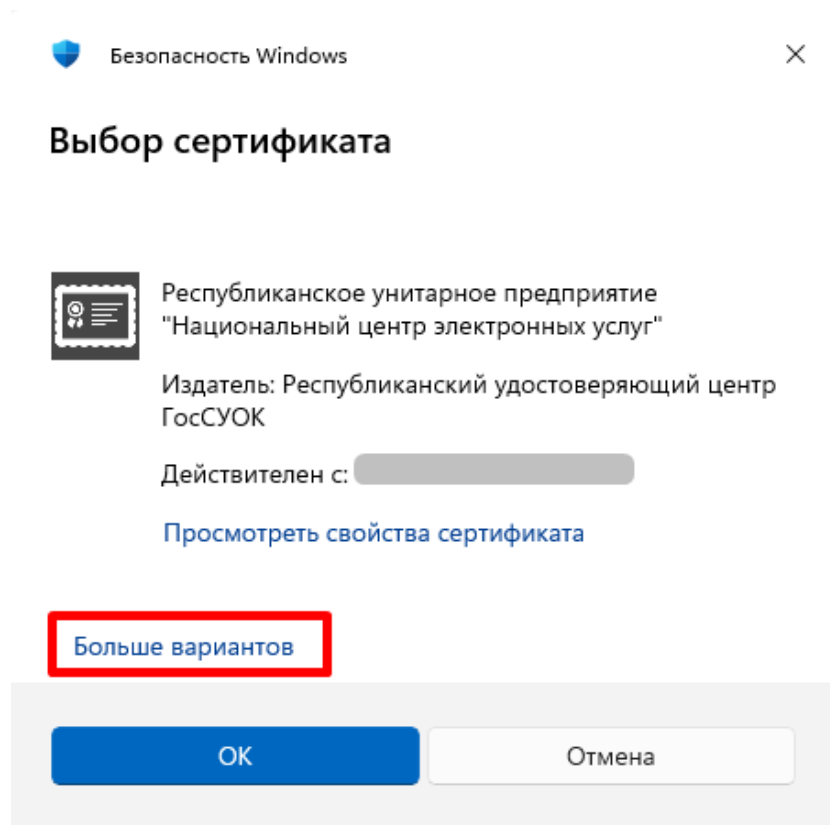 Безопасность Windows
Выбор сертификата
Республиканское унитарное предприятие
"Национальный центр электронных услуг"
Издатель: Республиканский удостоверяющий центр
ГосСУОК
Действителен с:
Просмотреть свойства сертификата
Больше вариантов
ОК
Отмена